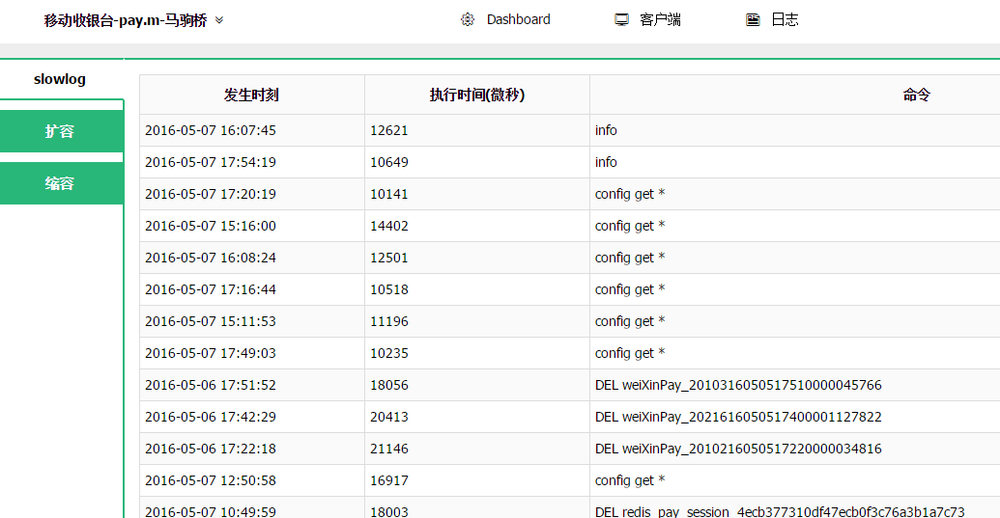 移动收银台-pay.m-马驹桥 Dashboard 客户端 日志
slowlog
扩容
缩容
发生时刻 执行时间(微秒) 命令
2016-05-07 16:07:45 12621 info
2016-05-07 17:54:19 10649 info
2016-05-07 17:20:19 10141 config get *
2016-05-07 15:16:00 14402 config get *
2016-05-07 16:08:24 12501 config get *
2016-05-07 17:16:44 10518 config get *
2016-05-07 15:11:53 11196 config get *
2016-05-07 17:49:03 10235 config get *
2016-05-06 17:51:52 18056 DEL weiXinPay_2010316050517510000045766
2016-05-06 17:42:29 20413 DEL weiXinPay_2021616050517400001127822
2016-05-06 17:22:18 21146 DEL weiXinPay_2010216050517220000034816
2016-05-07 12:50:58 16917 config get *
2016-05-07 10:49:59 18003 DEL redis_pay_session_4ecb377310df47ecb0f3c76a3b1a7c73